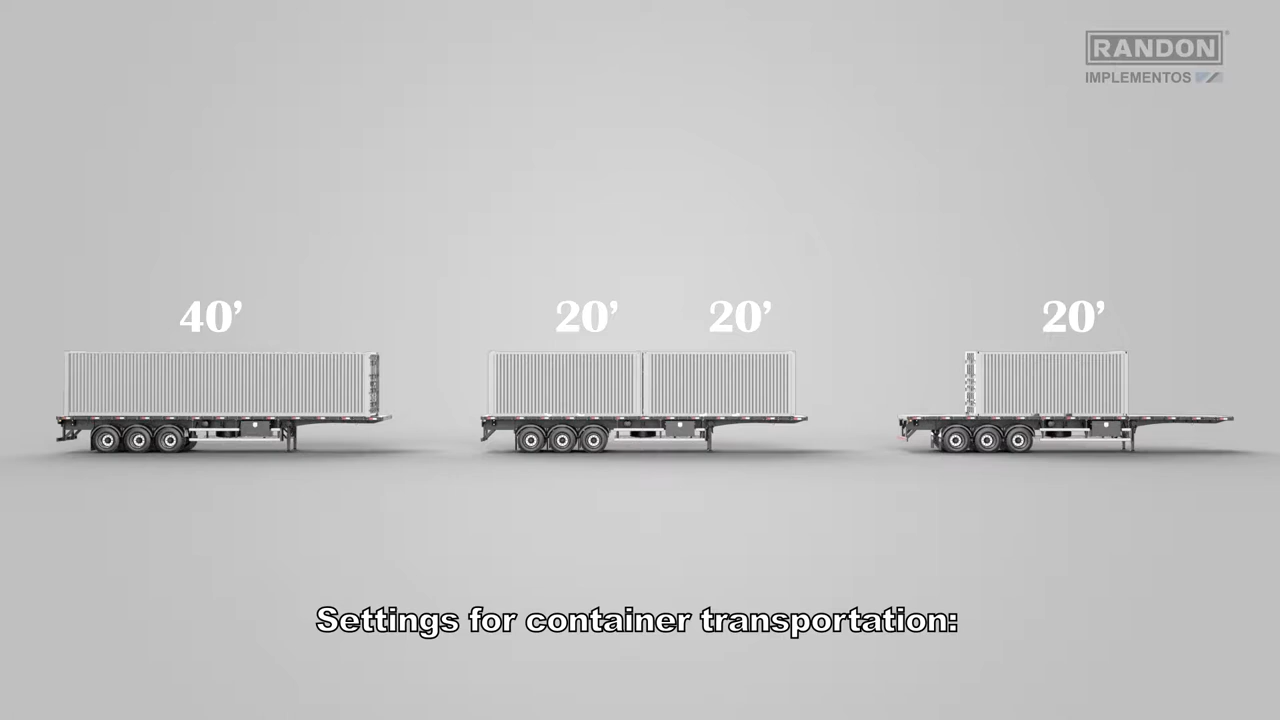 RANDON
IMPLEMENTOS
40’
20’ 20’
20’
Settings for container transportation: